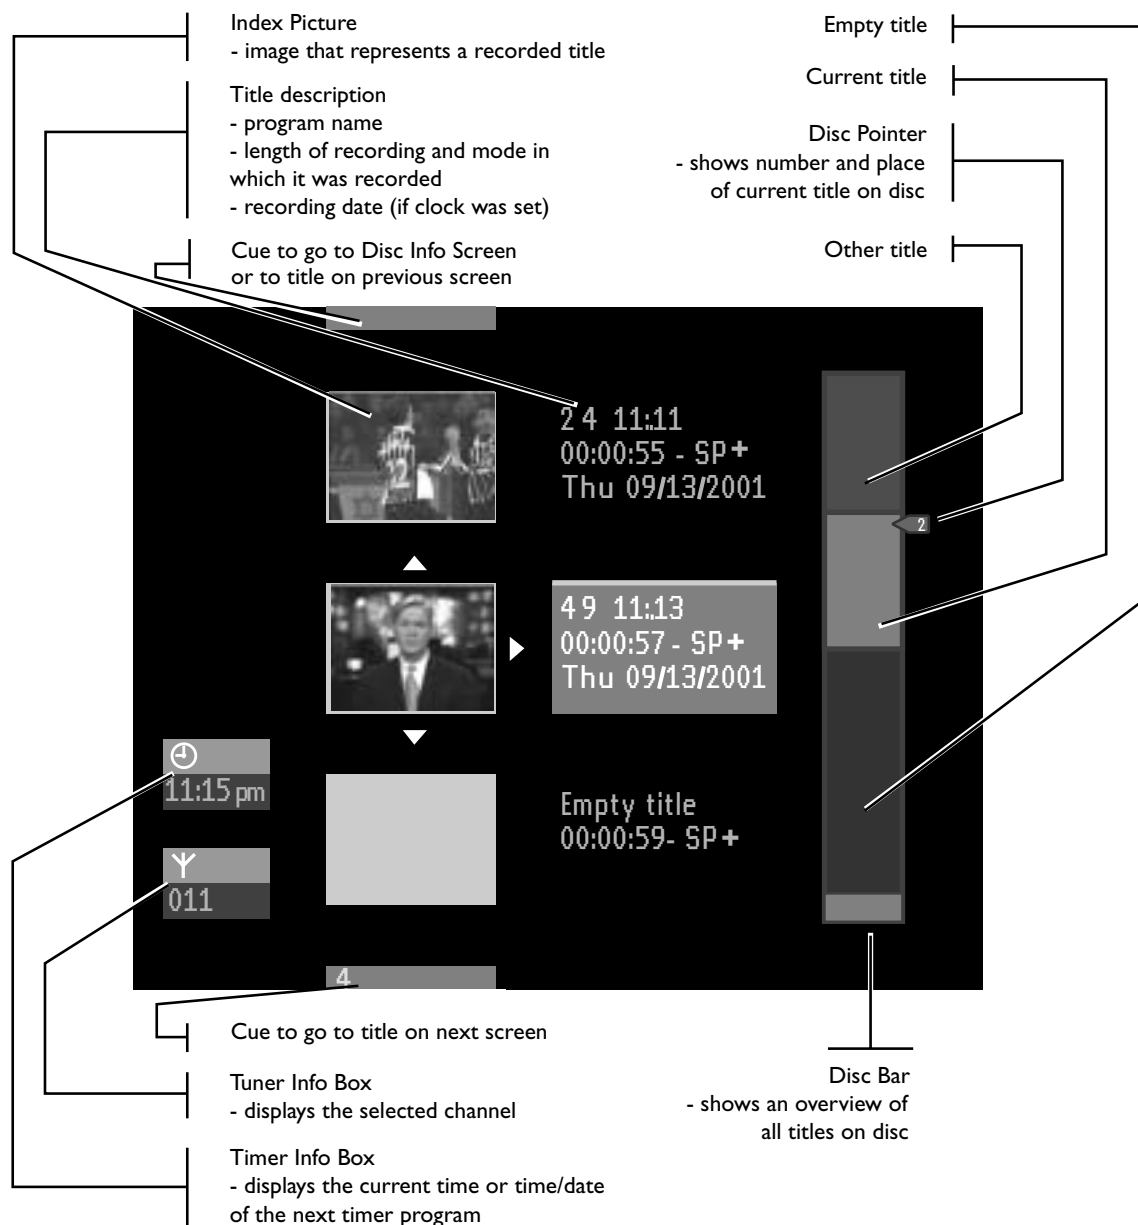 Index Picture
- image that represents a recorded title
Title description
- program name
- length of recording and mode in
which it was recorded
- recording date (if clock was set)
Cue to go to Disc Info Screen
or to title on previous screen
Empty title
Current title
Disc Pointer
- shows number and place
of current title on disc
Other title
24 11:11
00:00:55 - SP+
Thu 09/13/2001
2
49 11:13
00:00:57 - SP+
Thu 09/13/2001
11:15 pm
Empty title
00:00:59- SP+
011
4
Cue to go to title on next screen
Tuner Info Box
- displays the selected channel
Timer Info Box
- displays the current time or time/date
of the next timer program
Disc Bar
- shows an overview of
all titles on disc